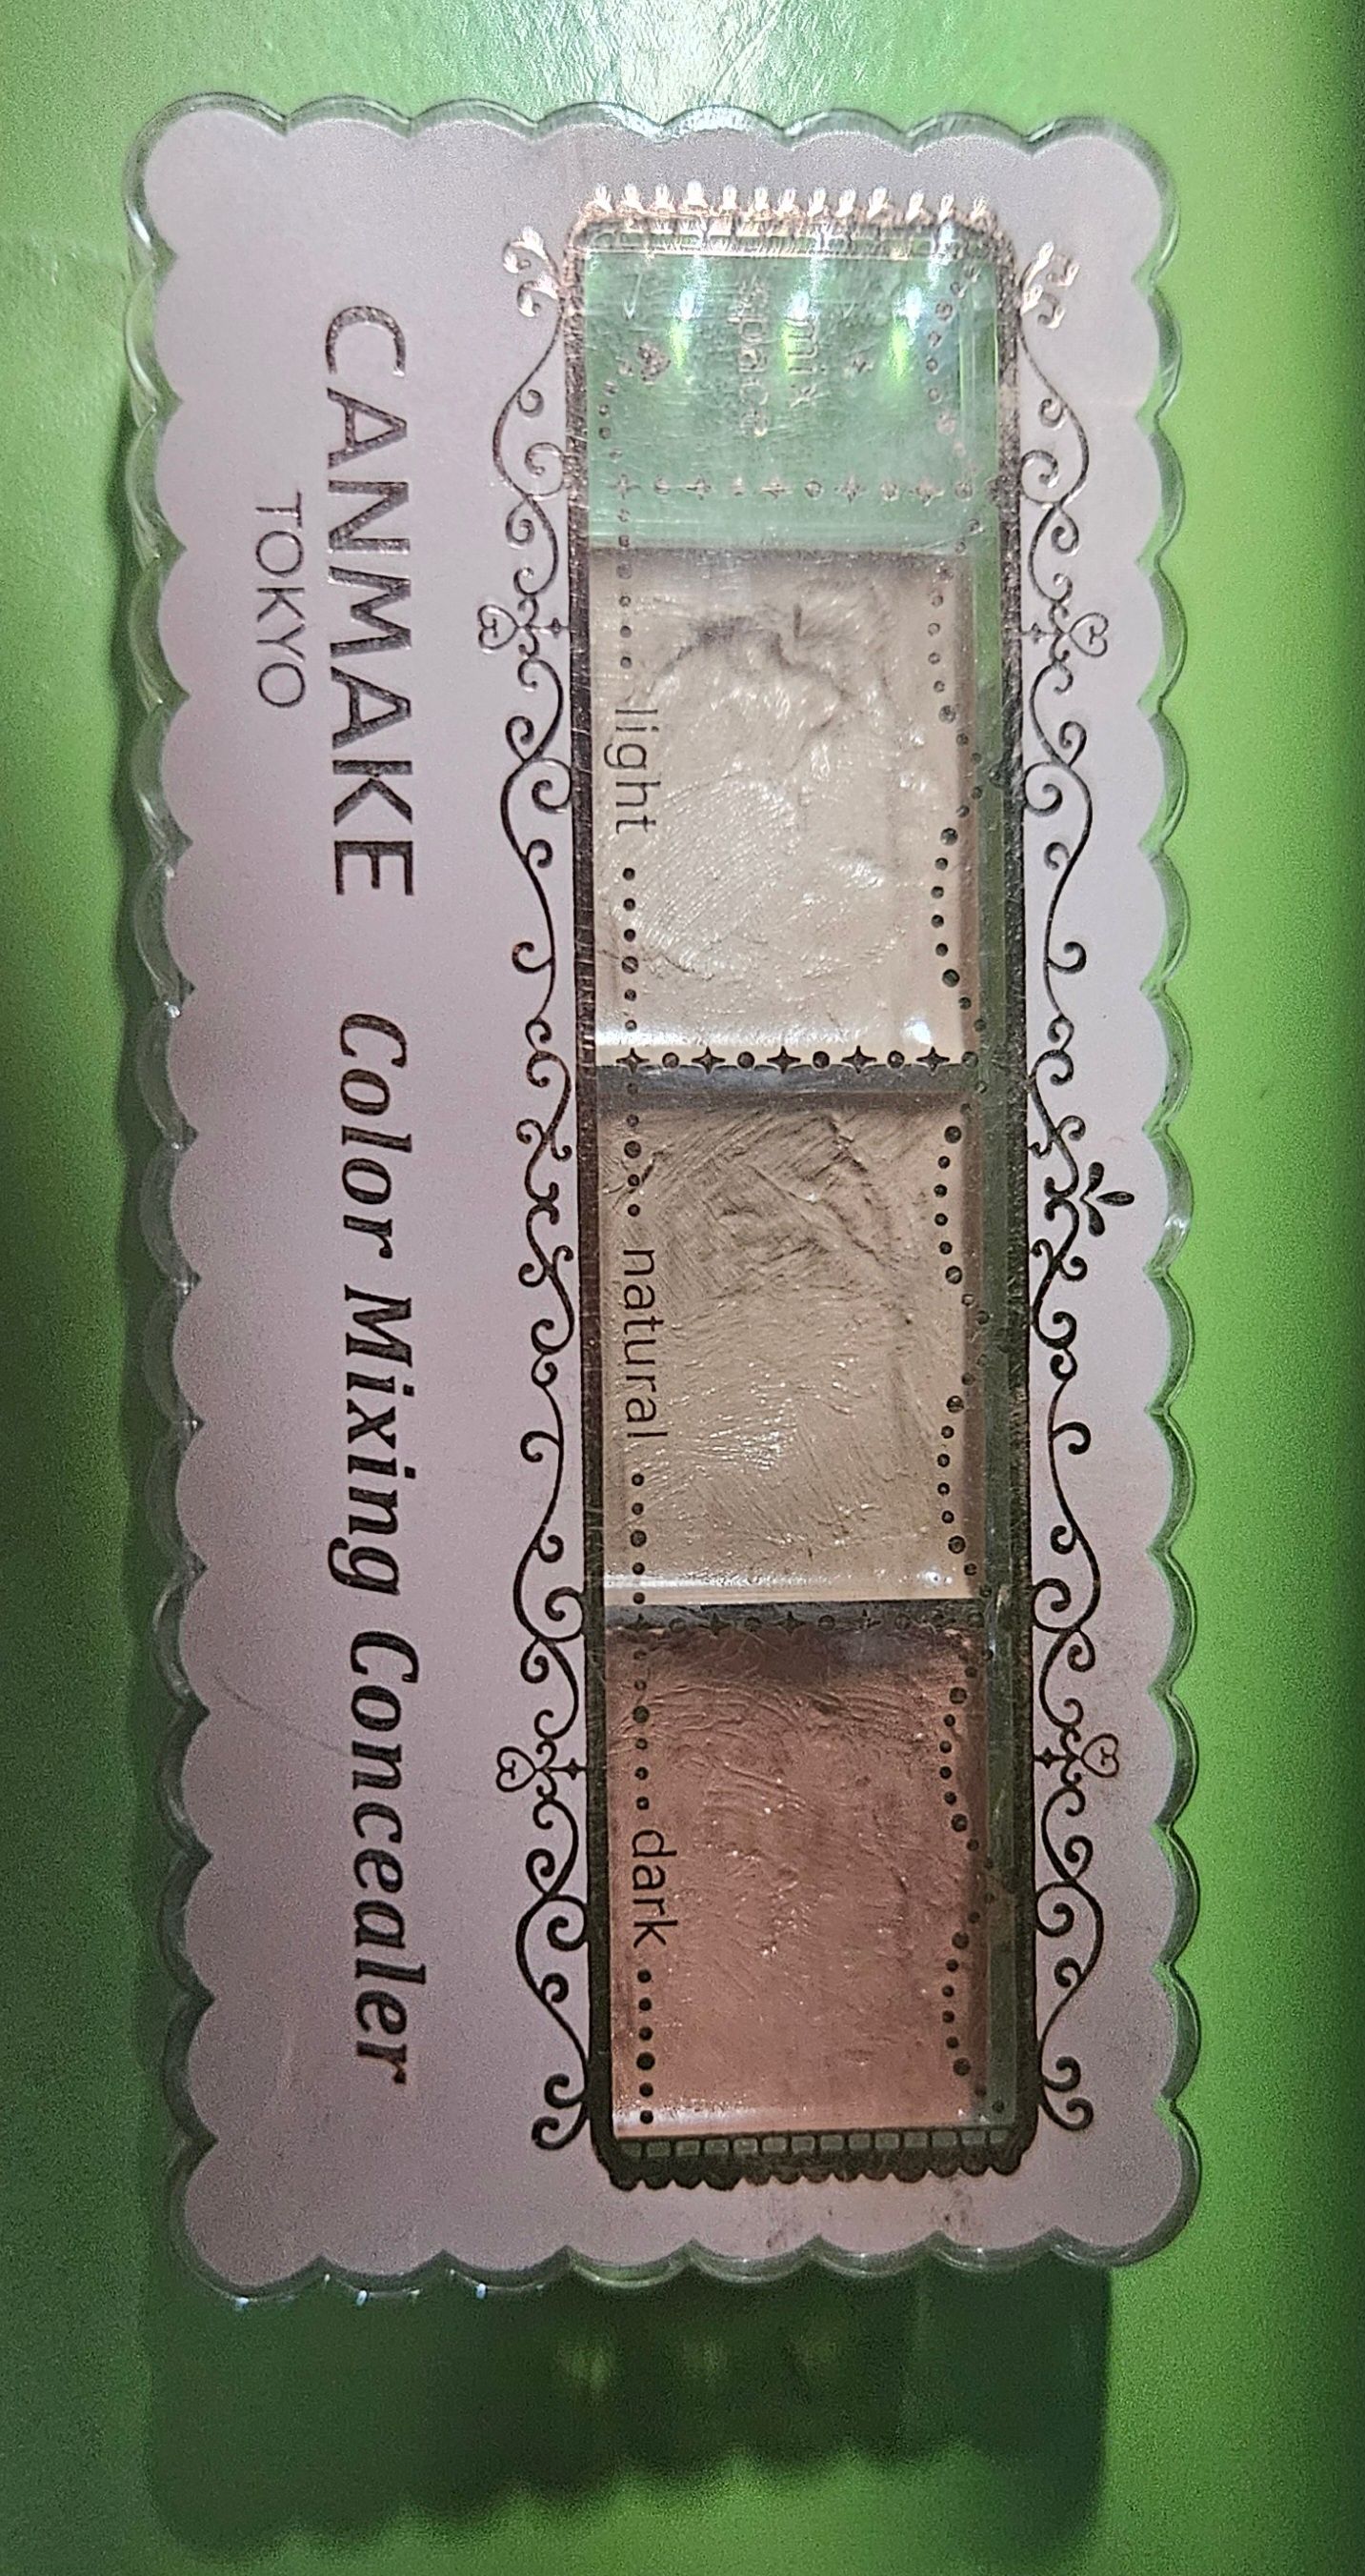 mix
space
light
natural
dark
CANMAKE Color Mixing Concealer
TOKYO